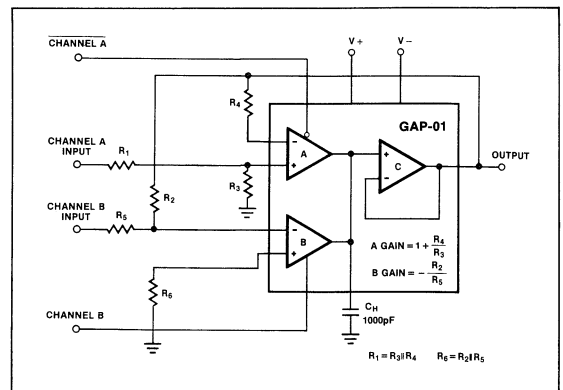 CHANNEL A
V+
V−
R4
GAP-01
CHANNEL A
INPUT
R1
−
A
+
+
C
−
OUTPUT
R3
R2
CHANNEL B
INPUT
R5
−
B
+
A GAIN = 1 + R4/R3
B GAIN = − R2/R5
R6
CH
1000pF
CHANNEL B
R1 = R3||R4 R6 = R2||R5